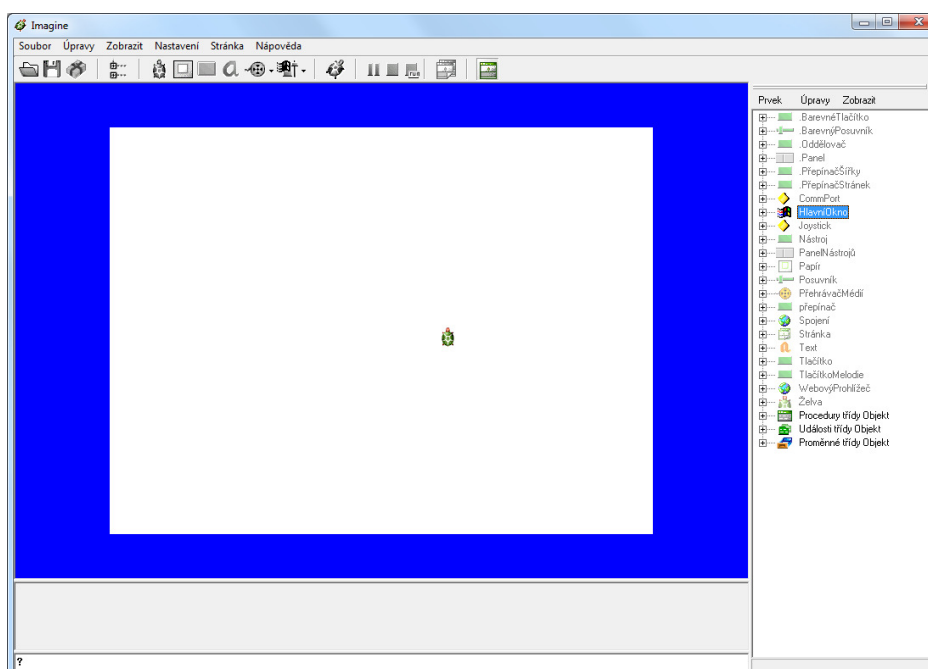 Imagine
Soubor Úpravy Zobrazit Nastavení Stránka Nápověda
Prvek Úpravy Zobrazit
.BarevnéTlačítko
.BarevnýPosuvník
.Oddělovač
.Panel
.PřepínačŠířky
.PřepínačStránek
CommPort
HlavníOkno
Joystick
Nástroj
PanelNástrojů
Papír
Posuvník
PřehrávačMédií
přepínač
Spojení
Stránka
Text
Tlačítko
TlačítkoMelodie
WebovýProhlížeč
Želva
Procedury třídy Objekt
Události třídy Objekt
Proměnné třídy Objekt
?